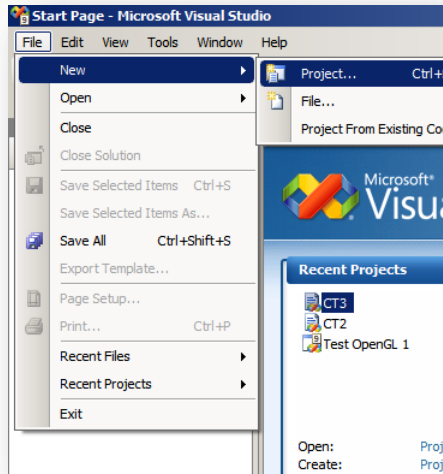 Start Page - Microsoft Visual Studio
File Edit View Tools Window Help
New
Project... Ctrl+
Open
File...
Close
Project From Existing Co
Close Solution
Save Selected Items Ctrl+S
Save Selected Items As...
Save All Ctrl+Shift+S
Export Template...
Page Setup...
Print... Ctrl+P
Recent Files
Recent Projects
Exit
Microsoft®
Visua
Recent Projects
CT3
CT2
Test OpenGL 1
Open: Proj
Create: Proj